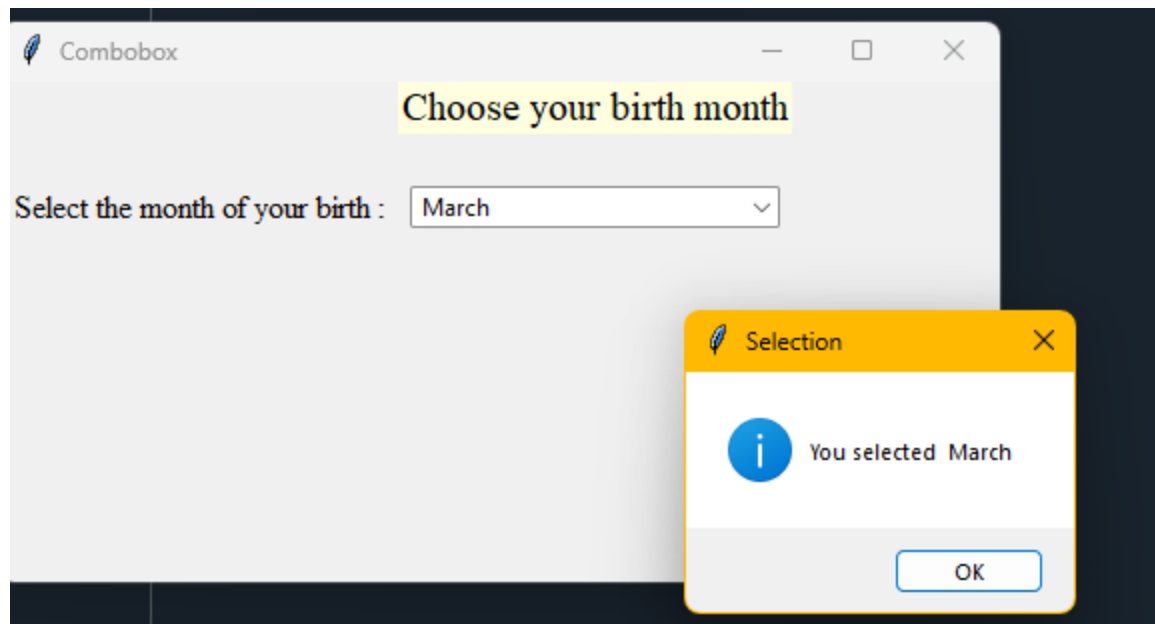 Combobox
Choose your birth month
Select the month of your birth :
March
Selection
You selected  March
OK